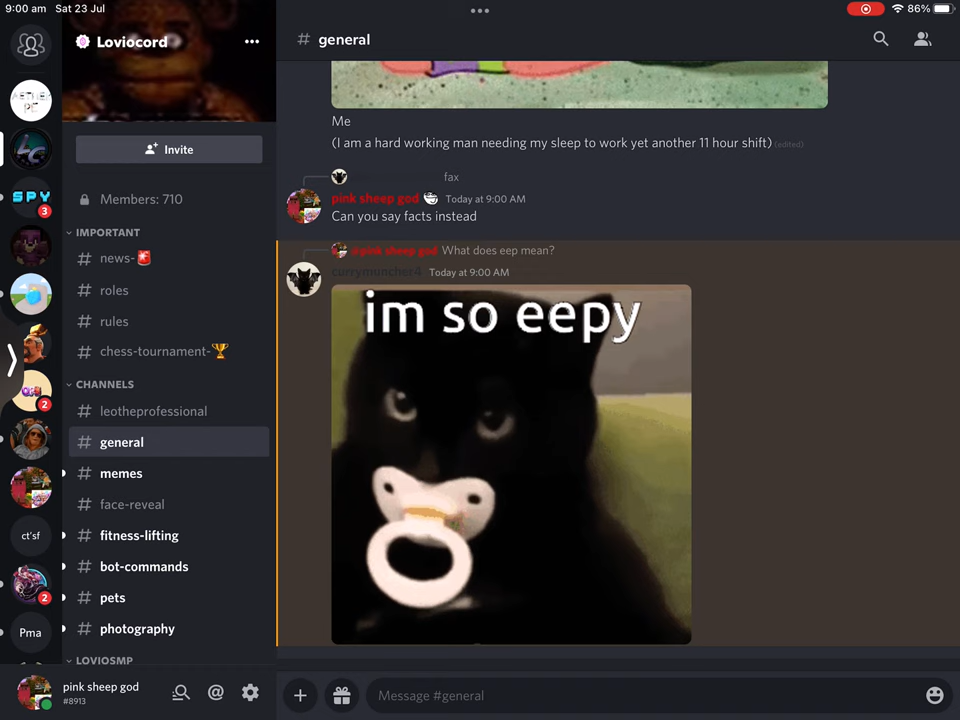 9:00 am Sat 23 Jul
86%
Loviocord
Invite
Members: 710
IMPORTANT
# news-🚨
# roles
# rules
# chess-tournament-🏆
CHANNELS
# leotheprofessional
# general
# memes
# face-reveal
# fitness-lifting
# bot-commands
# pets
# photography
LOVIOSMP
SPY
3
2
ct'sf
2
Pma
pink sheep god
#8913
# general
Me
(I am a hard working man needing my sleep to work yet another 11 hour shift) (edited)
fax
pink sheep god Today at 9:00 AM
Can you say facts instead
@pink sheep god What does eep mean?
currymuncher4 Today at 9:00 AM
im so eepy
Message #general